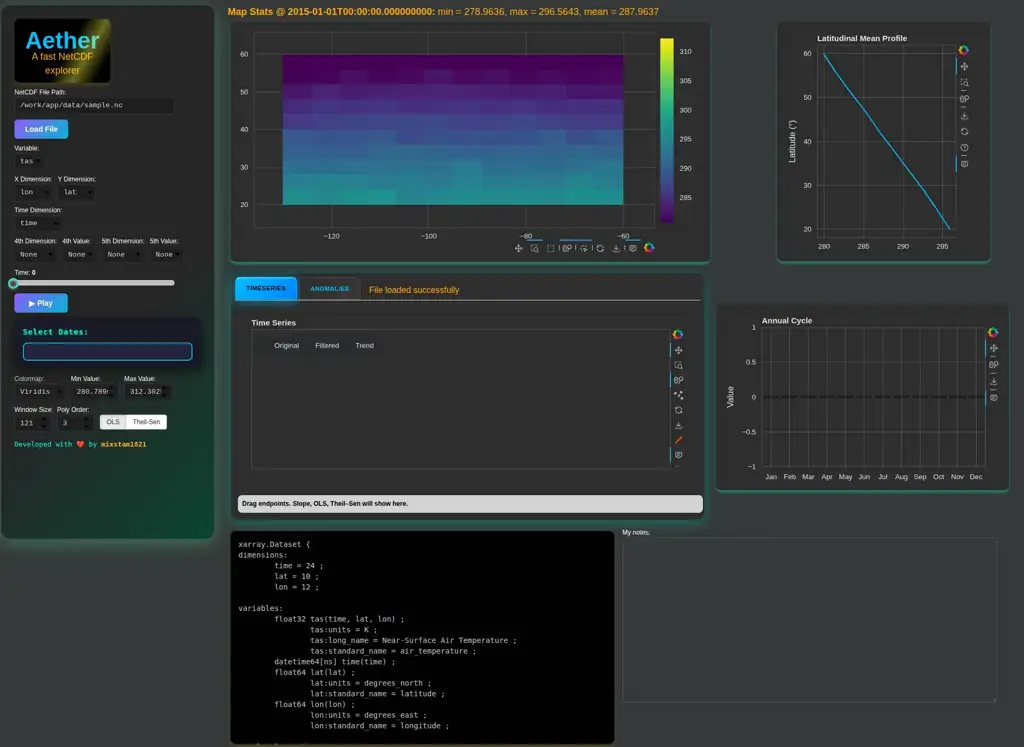 Aether
A fast NetCDF
explorer
NetCDF File Path:
/work/app/data/sample.nc
Load File
Variable:
tas
X Dimension: Y Dimension:
lon lat
Time Dimension:
time
4th Dimension: 4th Value: 5th Dimension: 5th Value:
None None None None
Time: 0
▶ Play
Select Dates:
Colormap: Min Value: Max Value:
Viridis 280.789 312.302
Window Size: Poly Order:
121 3 OLS Theil-Sen
Developed with ❤️ by mixstam1821
Map Stats @ 2015-01-01T00:00:00.000000000: min = 278.9636, max = 296.5643, mean = 287.9637
60
50
40
30
20
−120 −100 −80 −60
310
305
300
295
290
285
Latitudinal Mean Profile
Latitude (°)
60
50
40
30
20
280 285 290 295
TIMESERIES ANOMALIES File loaded successfully
Time Series
Original Filtered Trend
Drag endpoints. Slope, OLS, Theil–Sen will show here.
Annual Cycle
Value
1
0.5
0
−0.5
−1
Jan Feb Mar Apr May Jun Jul Aug Sep Oct Nov Dec
xarray.Dataset {
dimensions:
time = 24 ;
lat = 10 ;
lon = 12 ;
variables:
float32 tas(time, lat, lon) ;
tas:units = K ;
tas:long_name = Near-Surface Air Temperature ;
tas:standard_name = air_temperature ;
datetime64[ns] time(time) ;
float64 lat(lat) ;
lat:units = degrees_north ;
lat:standard_name = latitude ;
float64 lon(lon) ;
lon:units = degrees_east ;
lon:standard_name = longitude ;
My notes: